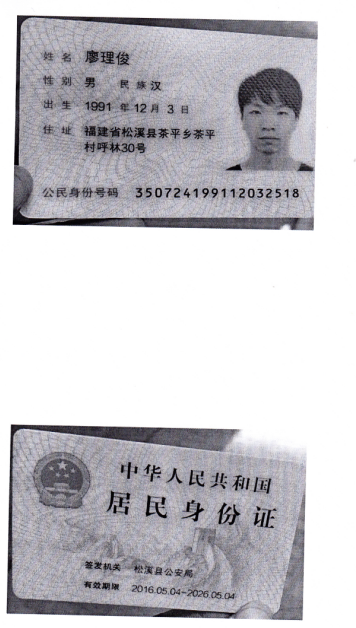 姓名 廖理俊
性别 男 民族 汉
出生 1991 年 12 月 3 日
住址 福建省松溪县茶平乡茶平
村呼林30号
公民身份号码 350724199112032518
中华人民共和国
居民身份证
签发机关 松溪县公安局
有效期限 2016.05.04-2026.05.04